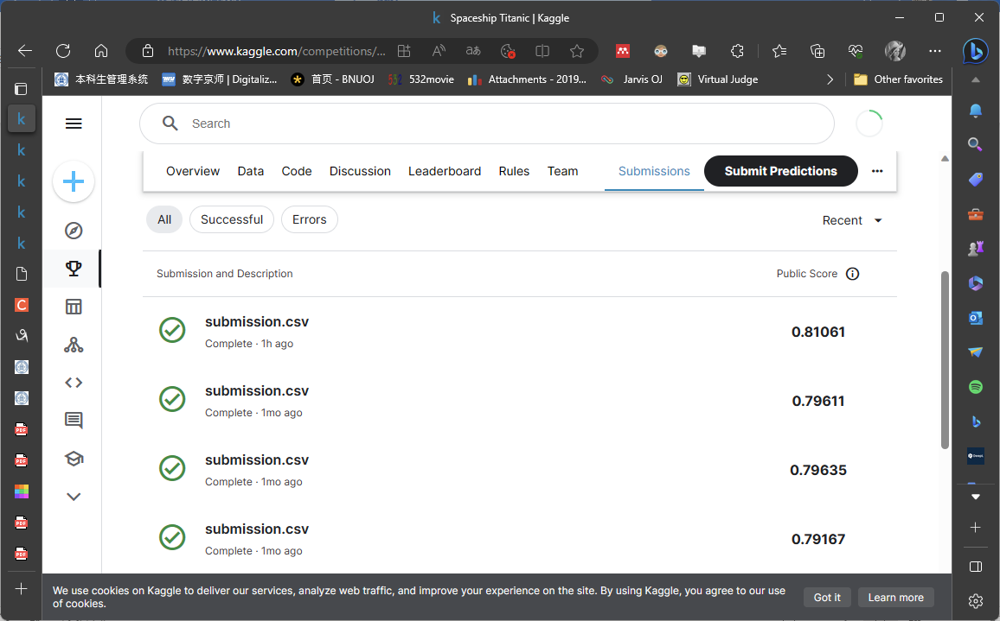 Spaceship Titanic | Kaggle
https://www.kaggle.com/competitions/...
本科生管理系统
数字京师 | Digitaliz...
首页 - BNUOJ
532movie
Attachments - 2019...
Jarvis OJ
Virtual Judge
Other favorites
Search
Overview
Data
Code
Discussion
Leaderboard
Rules
Team
Submissions
Submit Predictions
All
Successful
Errors
Recent
Submission and Description
Public Score
submission.csv
0.81061
Complete · 1h ago
submission.csv
0.79611
Complete · 1mo ago
submission.csv
0.79635
Complete · 1mo ago
submission.csv
0.79167
Complete · 1mo ago
We use cookies on Kaggle to deliver our services, analyze web traffic, and improve your experience on the site. By using Kaggle, you agree to our use
of cookies.
Got it
Learn more